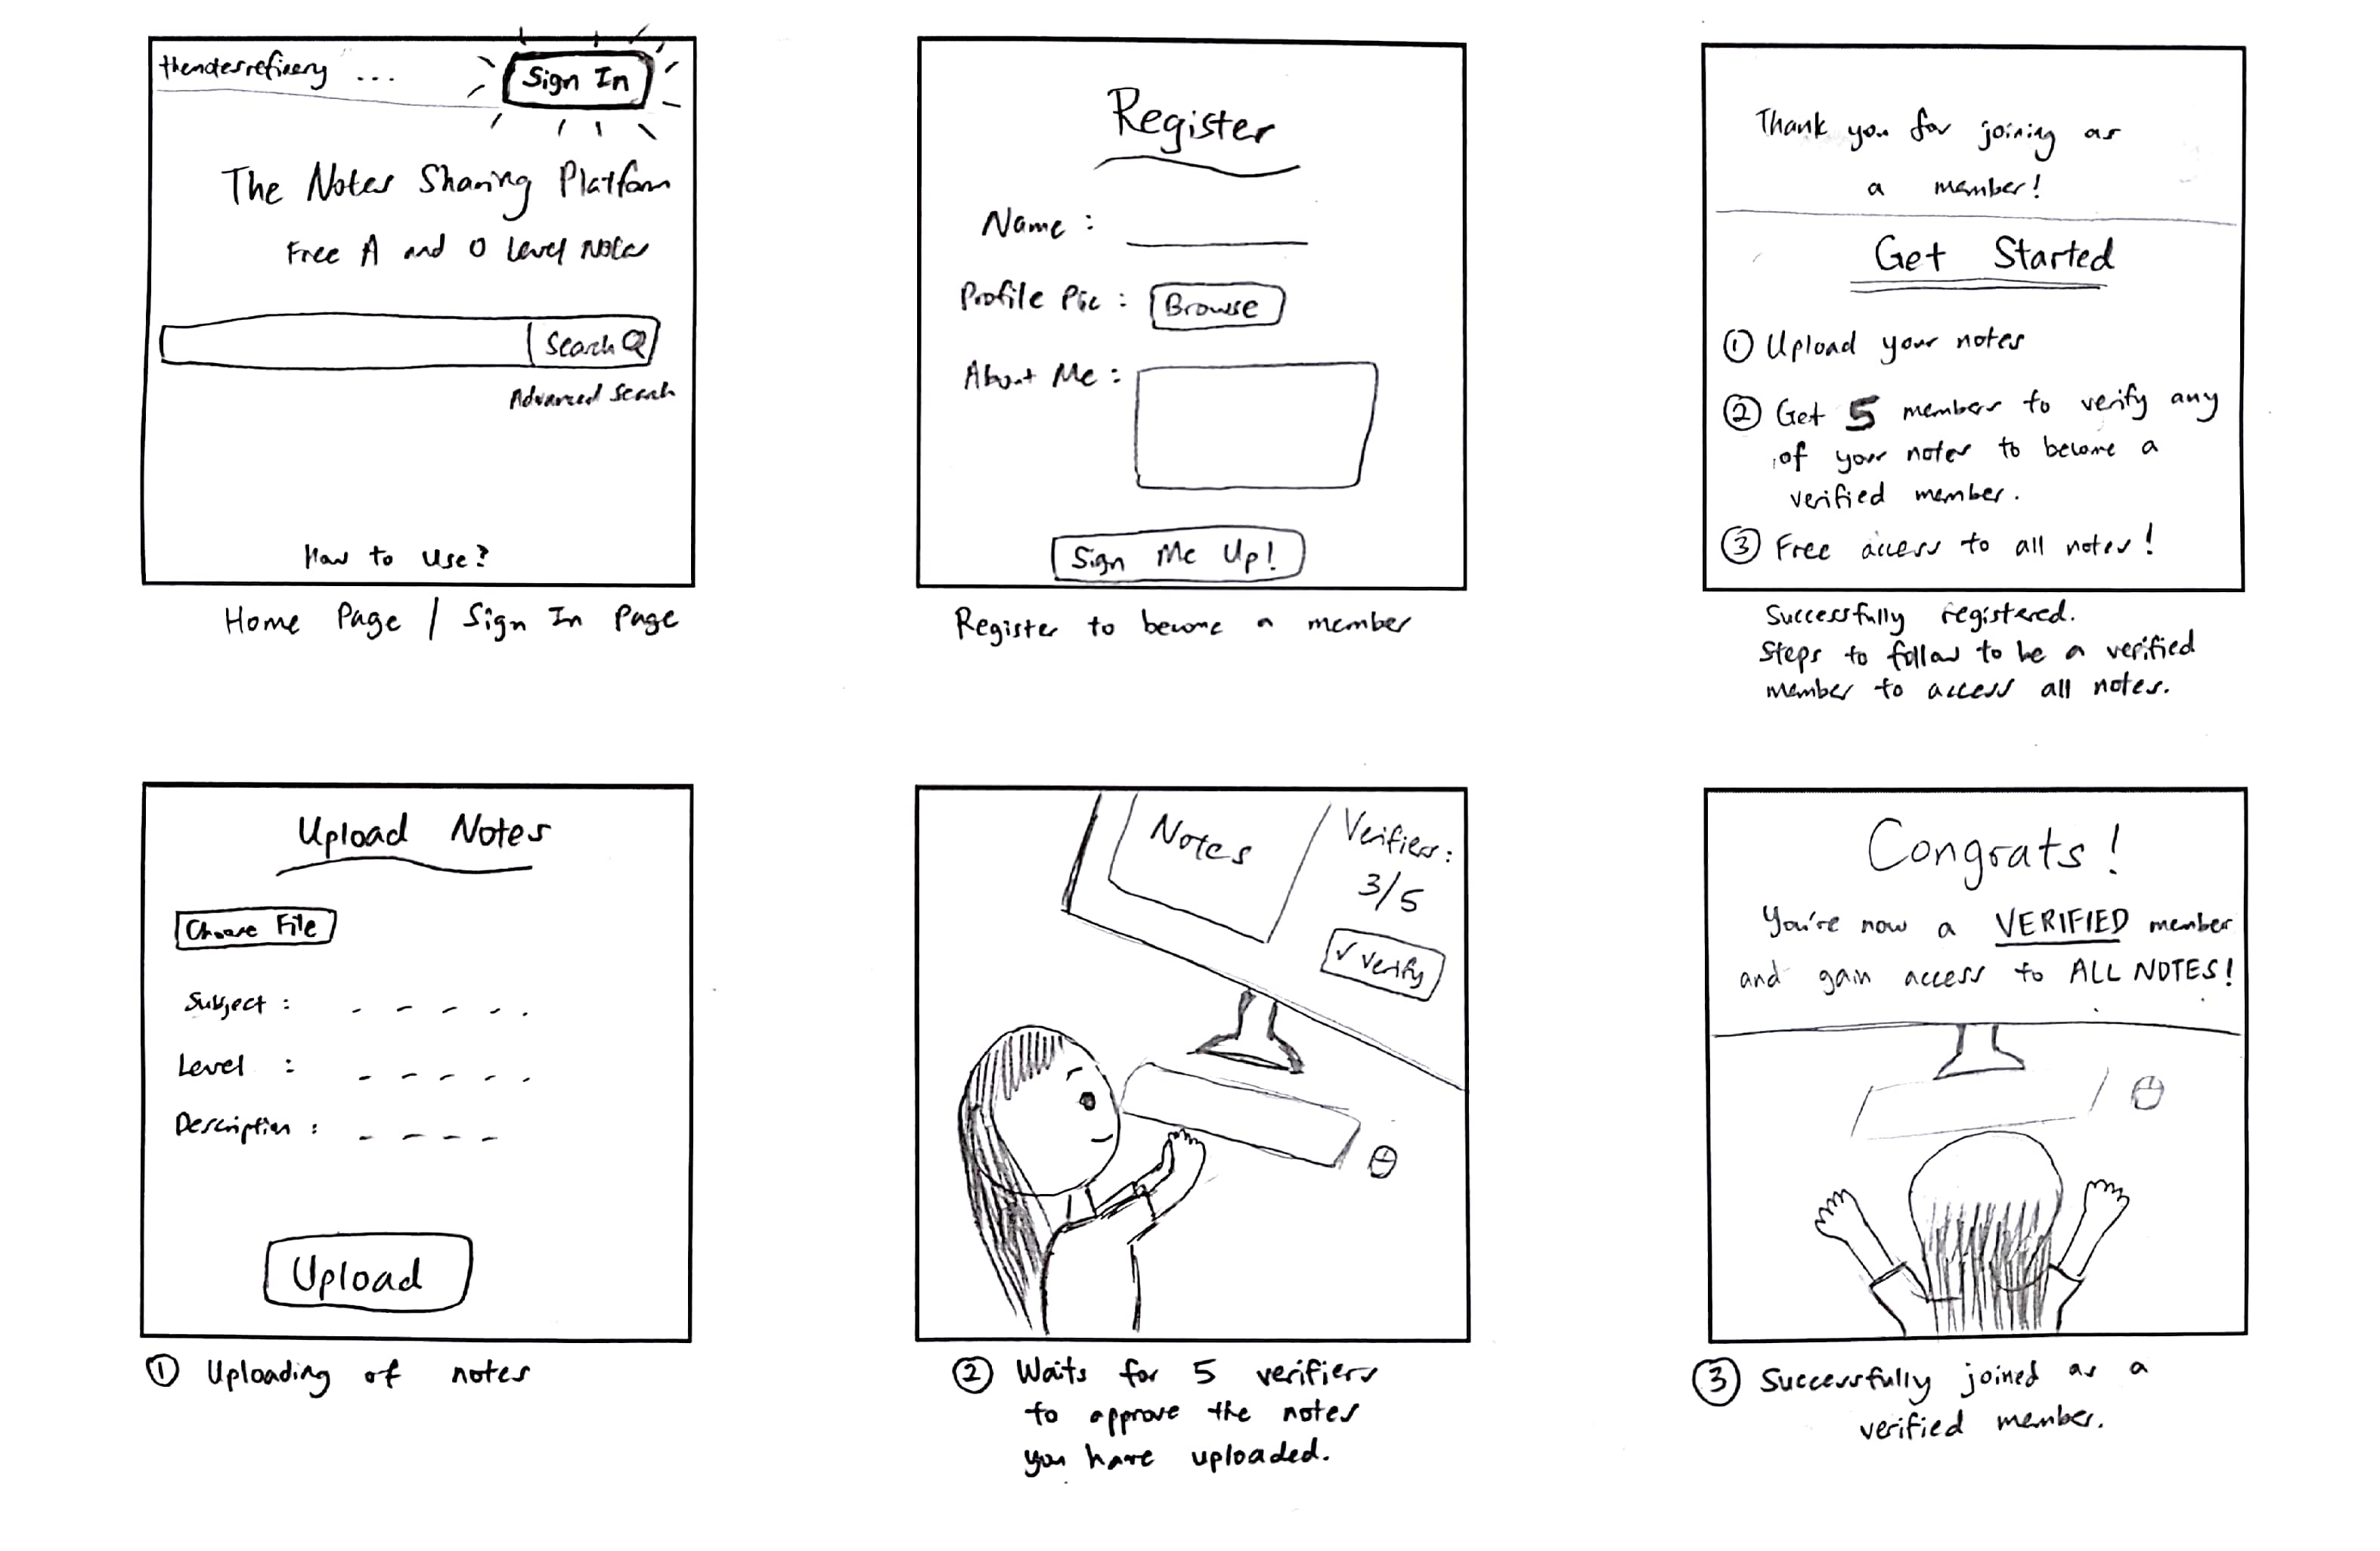 thenotesrefinery ...
Sign In
The Notes Sharing Platform
Free A and O Level Notes
Search
Advanced Search
How to Use?
Home Page / Sign In Page
Register
Name :
Profile Pic : Browse
About Me :
Sign Me Up!
Register to become a member
Thank you for joining as
a member!
Get Started
① Upload your notes
② Get 5 members to verify any
of your notes to become a
verified member.
③ Free access to all notes!
Successfully registered.
Steps to follow to be a verified
member to access all notes.
Upload Notes
Choose File
Subject :
Level :
Description :
Upload
① Uploading of notes
Notes
Verifiers:
3/5
✓ Verify
② Waits for 5 verifiers
to approve the notes
you have uploaded.
Congrats!
You're now a VERIFIED member
and gain access to ALL NOTES!
③ Successfully joined as a
verified member.